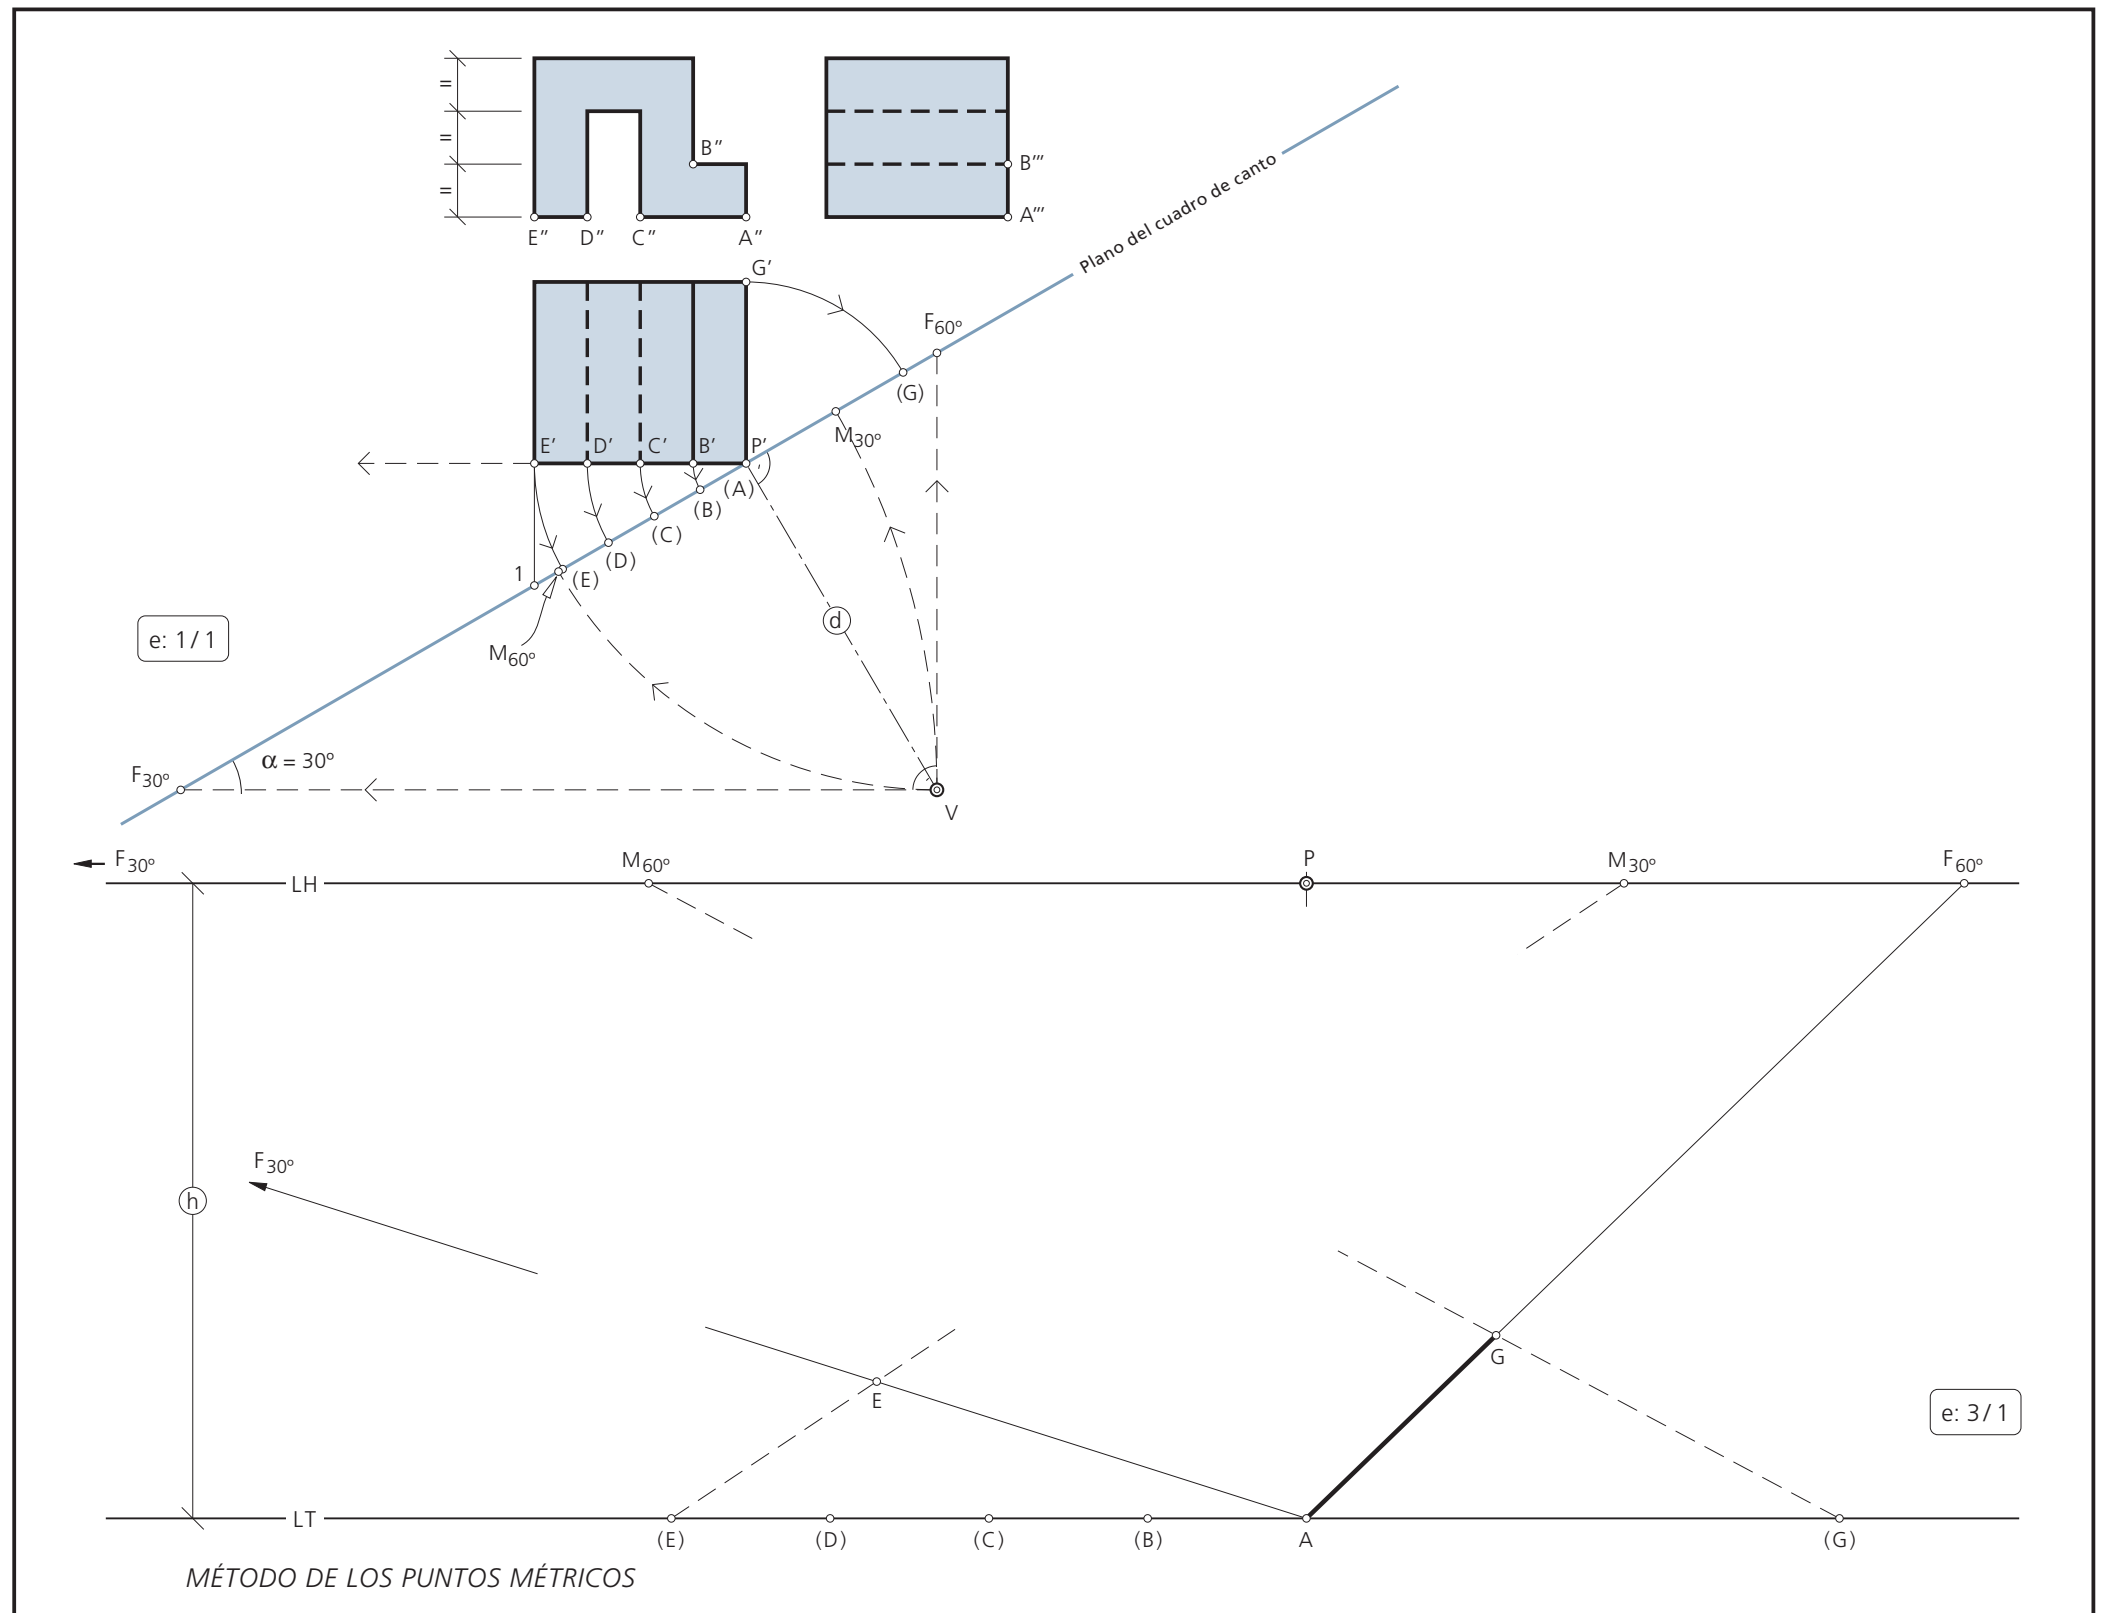 =
=
=
B″
E″ D″ C″ A″
B‴
A‴
Plano del cuadro de canto
G′
F60º
(G)
M30º
E′ D′ C′ B′ P′
(A)
(B)
(C)
(D)
(E)
1
M60º
d
e: 1/1
α = 30º
F30º
V
F30º M60º P M30º F60º
LH
F30º
h
G
E
e: 3/1
LT
(E) (D) (C) (B) A (G)
MÉTODO DE LOS PUNTOS MÉTRICOS